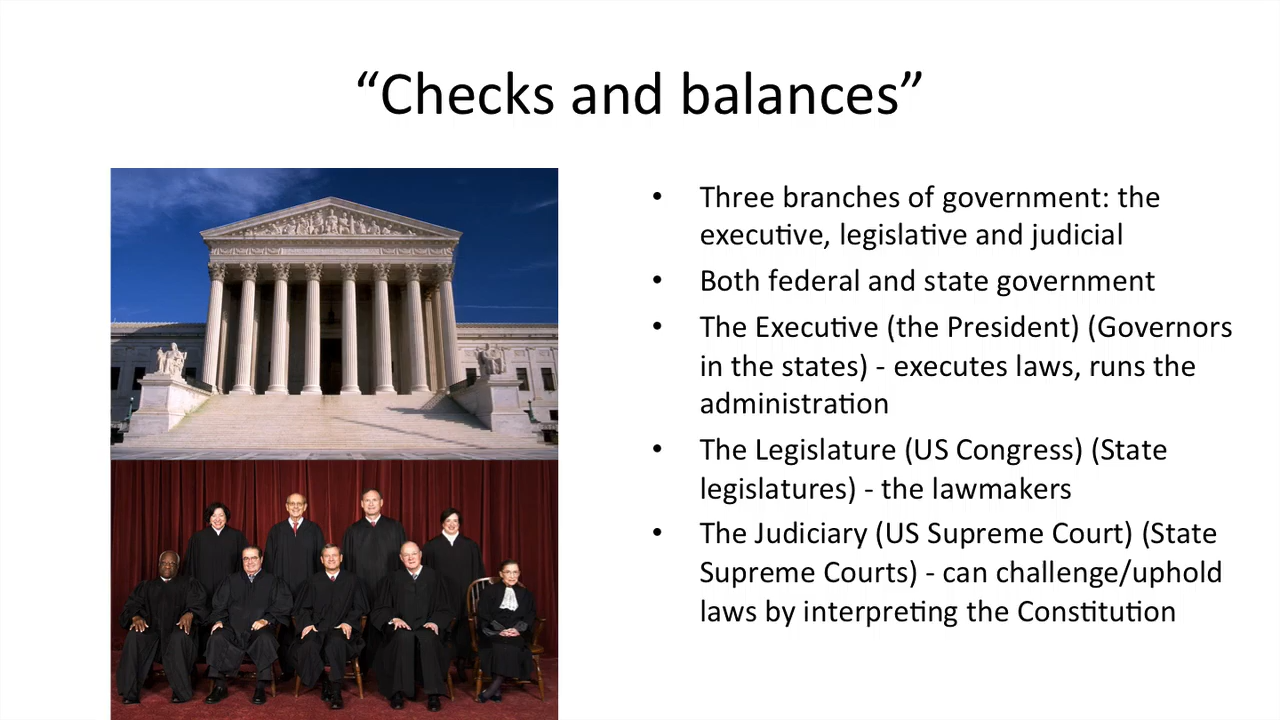 “Checks and balances”
• Three branches of government: the
executive, legislative and judicial
• Both federal and state government
• The Executive (the President) (Governors
in the states) - executes laws, runs the
administration
• The Legislature (US Congress) (State
legislatures) - the lawmakers
• The Judiciary (US Supreme Court) (State
Supreme Courts) - can challenge/uphold
laws by interpreting the Constitution